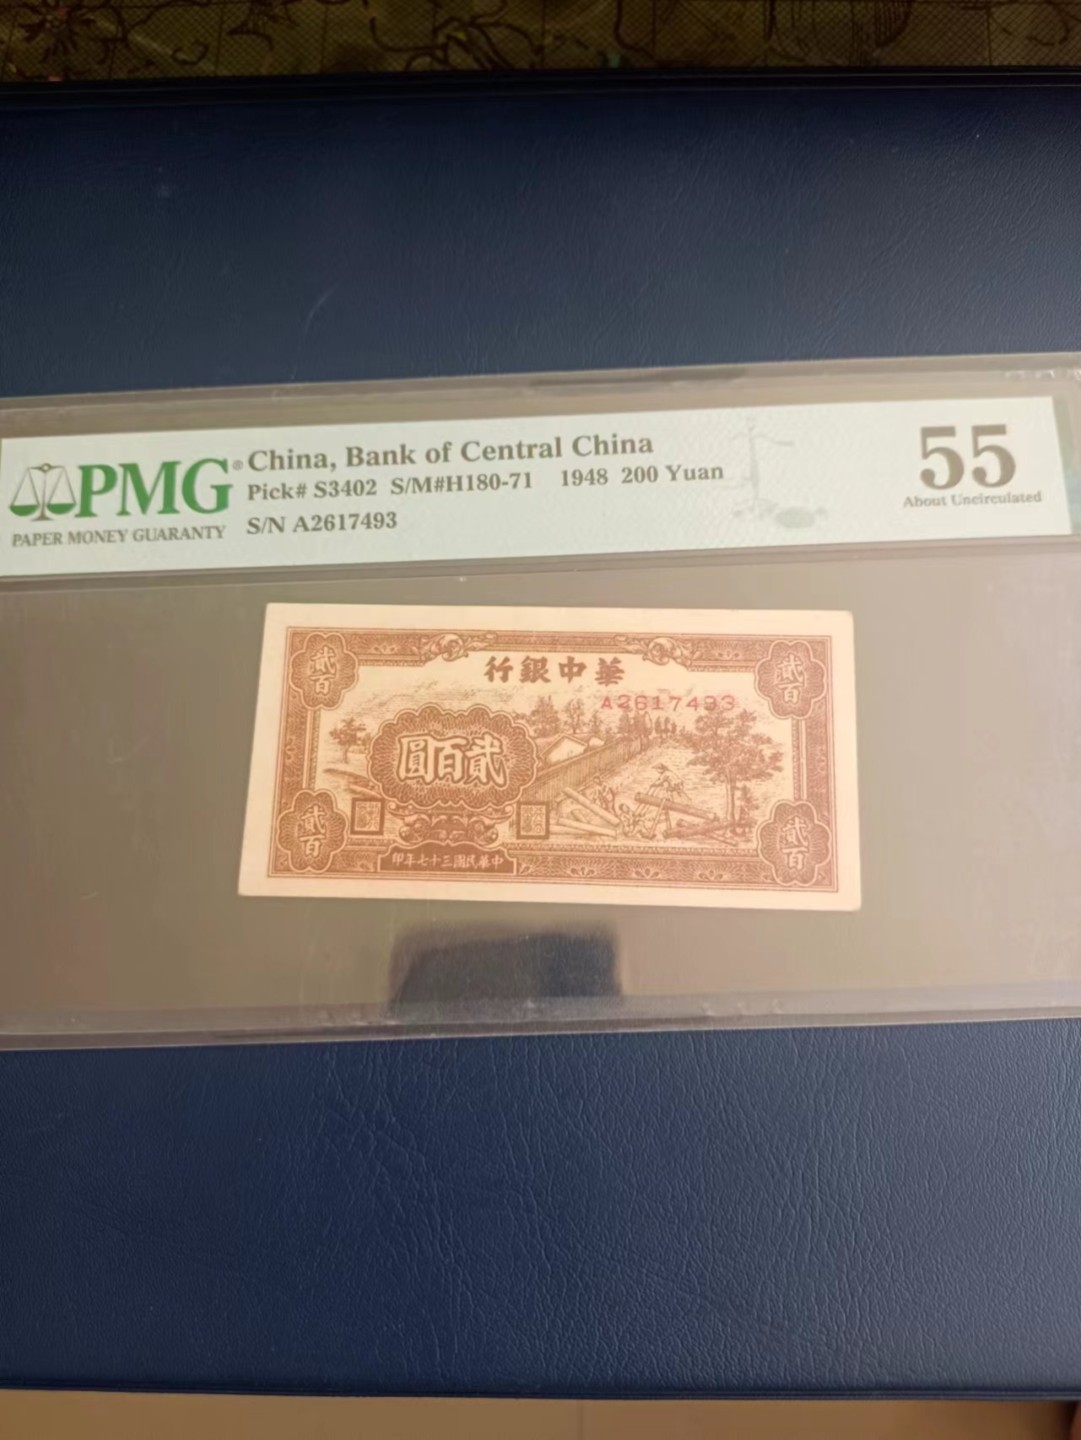 PMG® China, Bank of Central China
Pick# S3402 S/M#H180-71 1948 200 Yuan
S/N A2617493
PAPER MONEY GUARANTY
55
About Uncirculated
行銀中華
A2617493
貳百
貳百
圓百貳
貳百
貳百
印年七十三國民華中